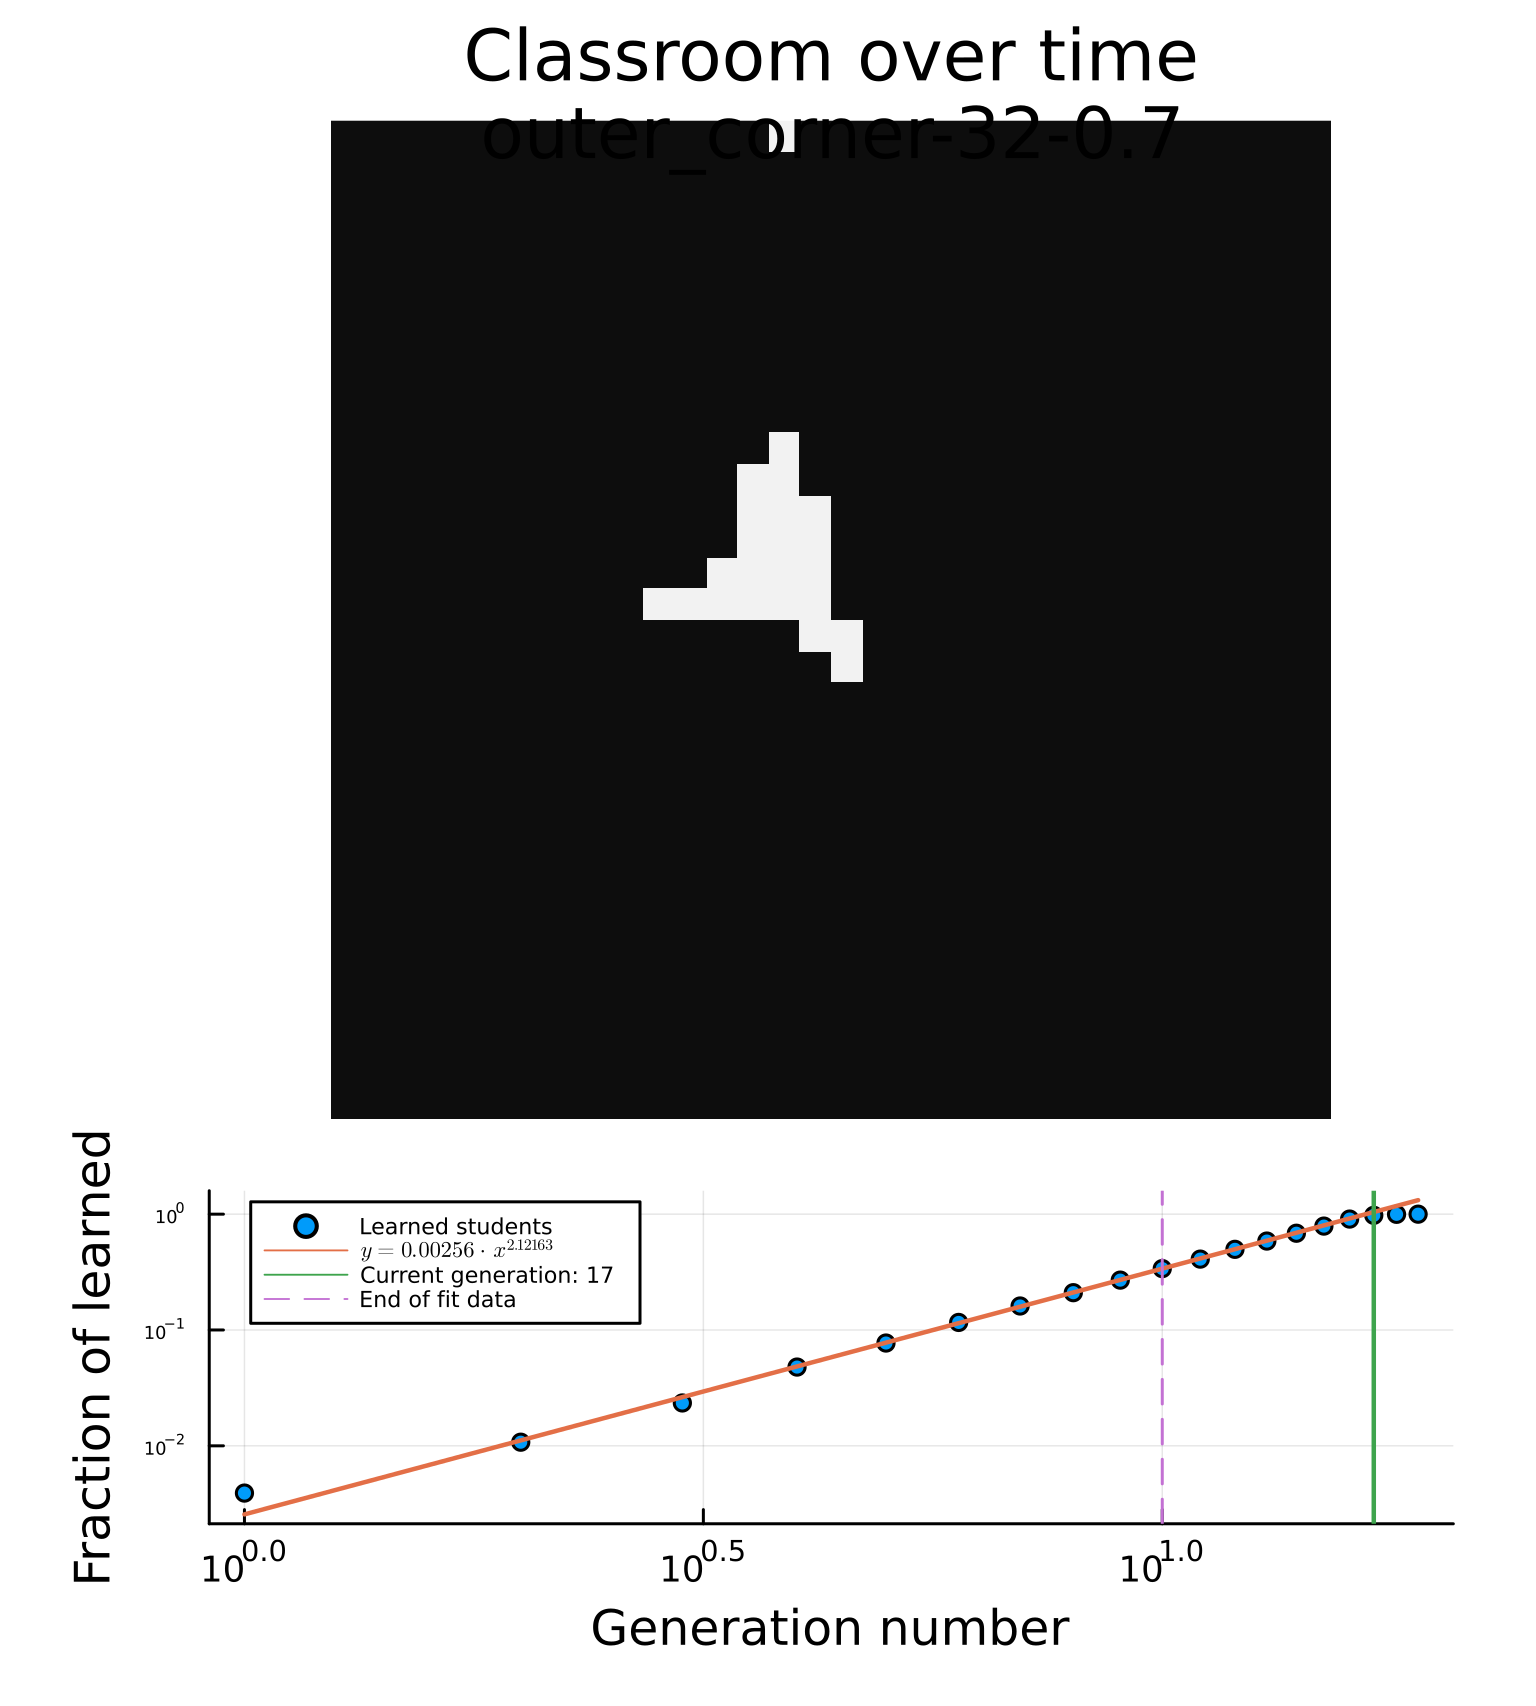 Classroom over time
outer_corner-32-0.7
Fraction of learned
10⁰
10⁻¹
10⁻²
Learned students
y = 0.00256 · x^2.12163
Current generation: 17
End of fit data
10^0.0
10^0.5
10^1.0
Generation number